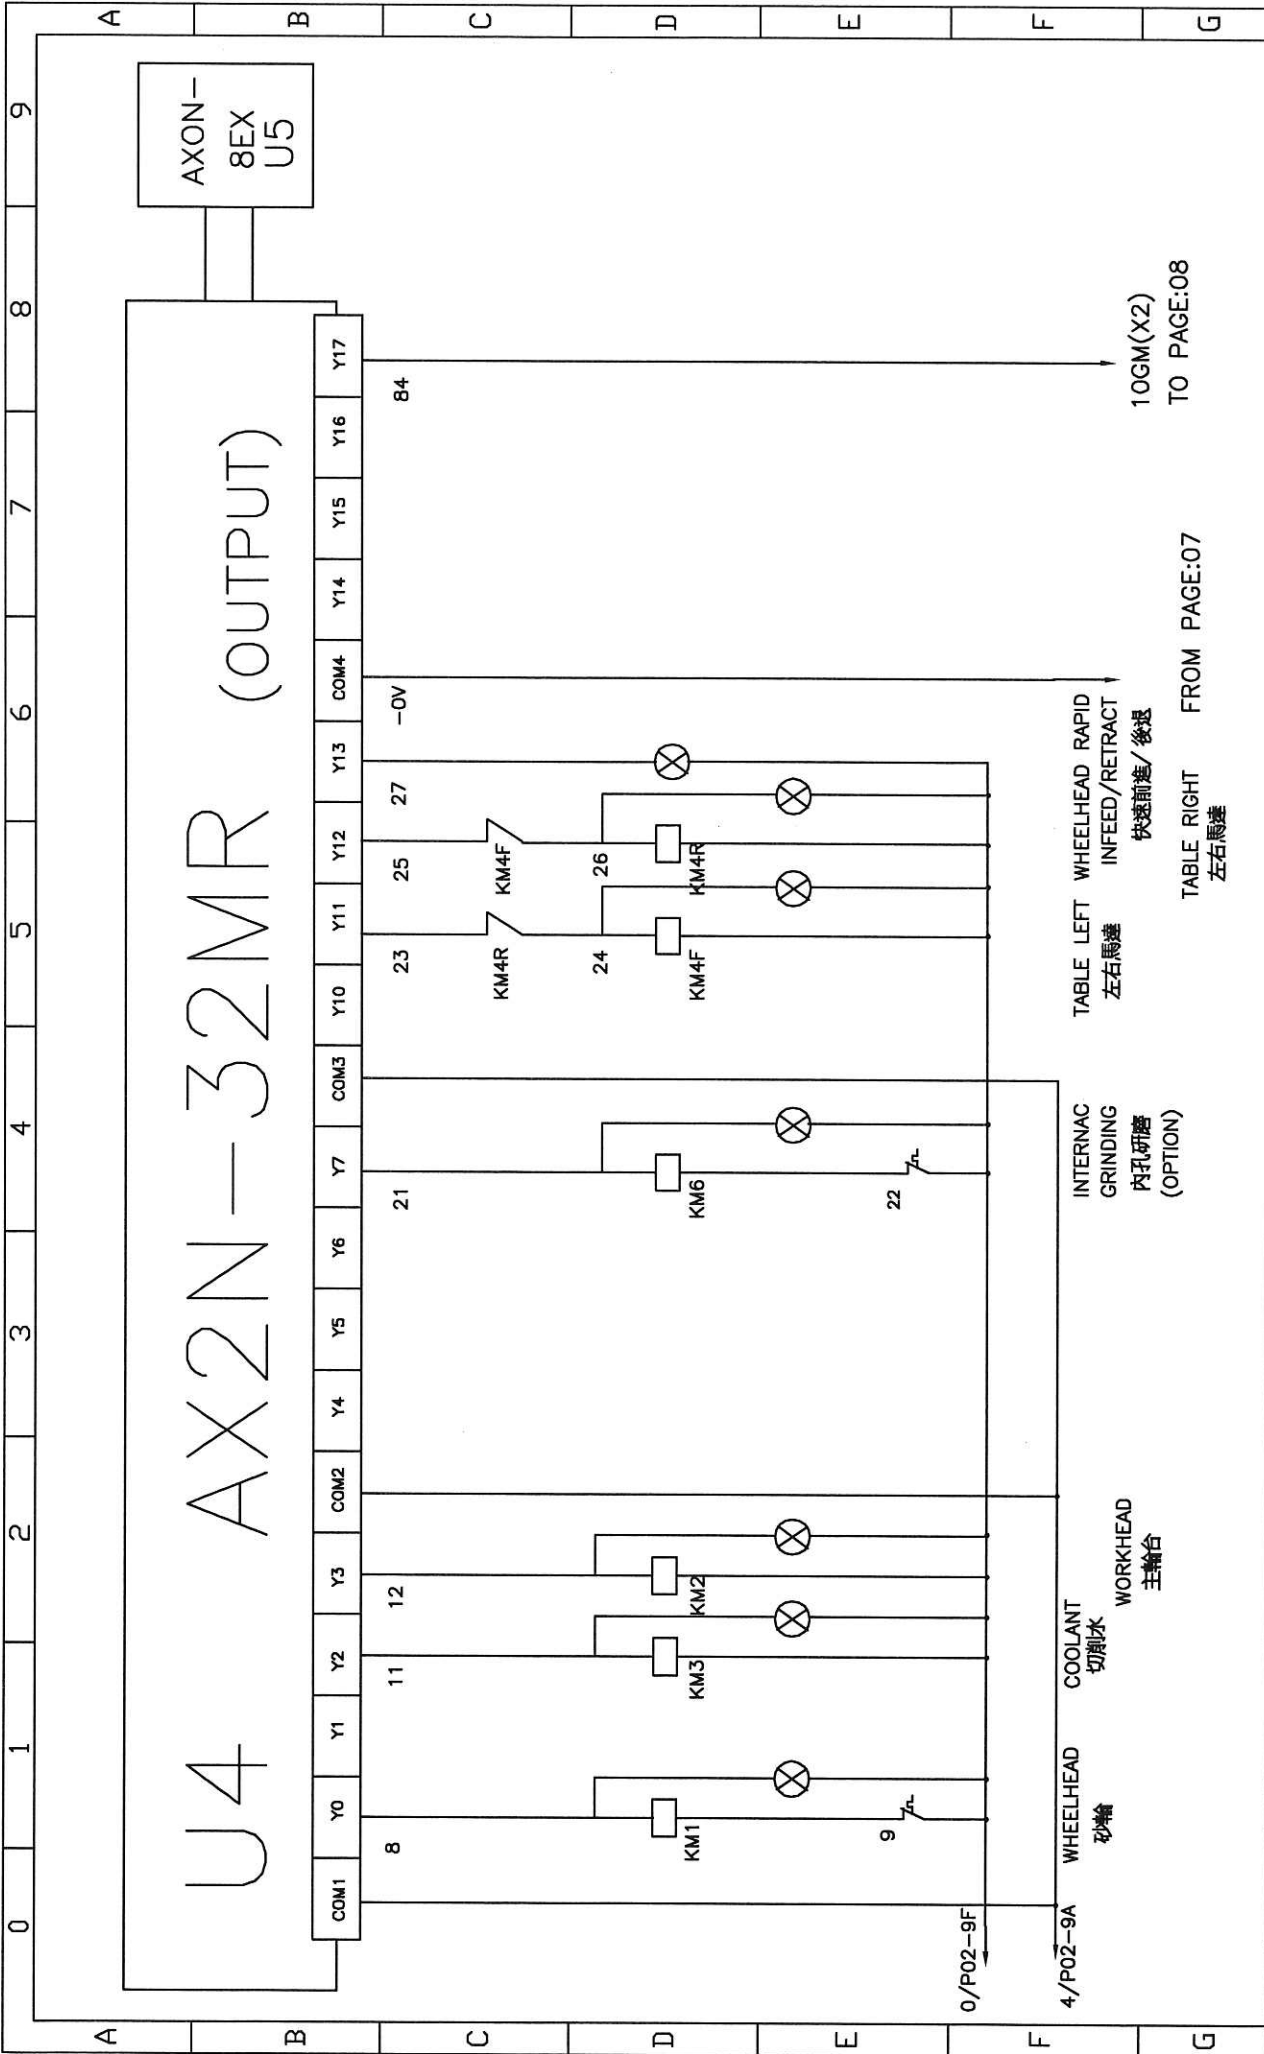 0 1 2 3 4 5 6 7 8 9
A
B
C
D
E
F
G
A
B
C
D
E
F
G
U4 AX2N-32MR (OUTPUT)
AXON-
8EX
U5
COM1 Y0 Y1 Y2 Y3 COM2 Y4 Y5 Y6 Y7 COM3 Y10 Y11 Y12 Y13 COM4 Y14 Y15 Y16 Y17
8 11 12 21 23 25 27 -0V 84
KM4R KM4F
24 26
KM1 KM3 KM2 KM6 KM4F KM4R
9 22
0/P02-9F
4/P02-9A
WHEELHEAD
砂輪
COOLANT
切削水
WORKHEAD
主輪台
INTERNAC
GRINDING
內孔研磨
(OPTION)
TABLE LEFT
左右馬達
WHEELHEAD RAPID
INFEED/RETRACT
快速前進/後退
TABLE RIGHT
左右馬達
FROM PAGE:07
10GM(X2)
TO PAGE:08